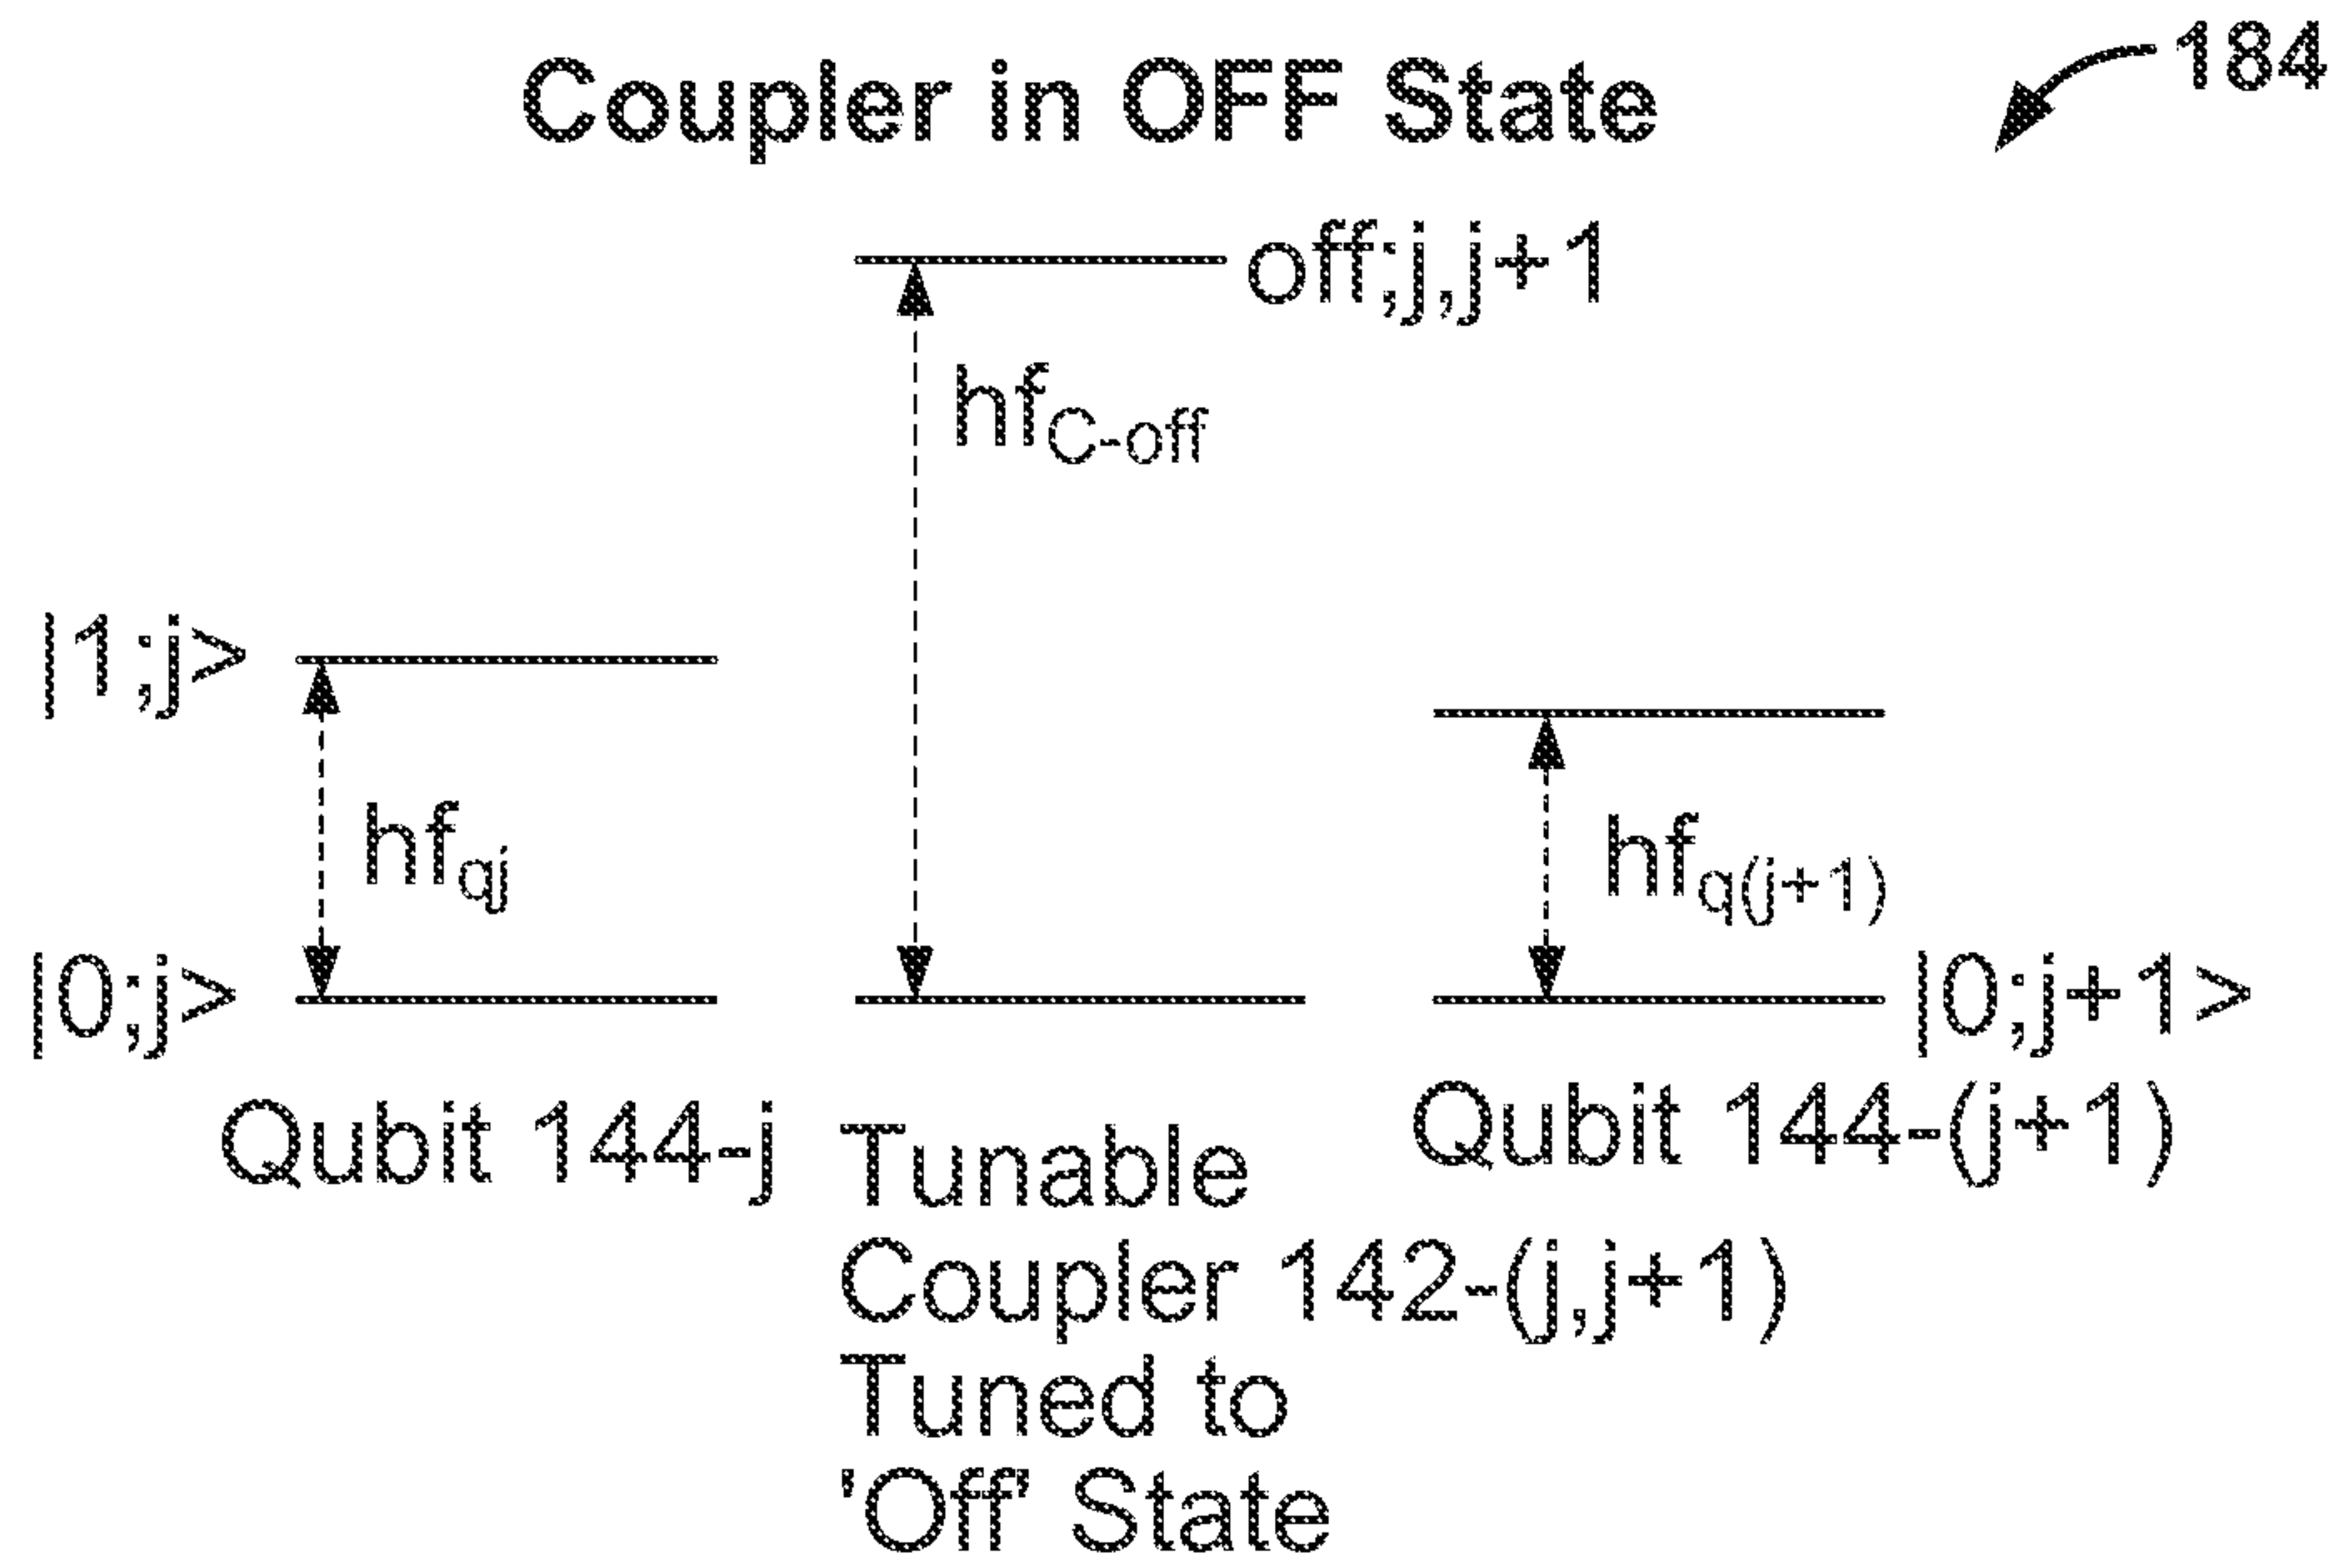 184
Coupler in OFF State
off;j,j+1
hfC-off
|1;j>
hfqj
hfq(j+1)
|0;j>
|0;j+1>
Qubit 144-j
Tunable
Coupler 142-(j,j+1)
Tuned to
'Off' State
Qubit 144-(j+1)